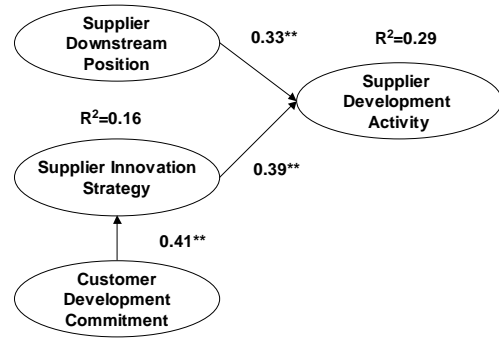 Supplier
Downstream
Position
0.33**
R²=0.29
Supplier
Development
Activity
R²=0.16
Supplier Innovation
Strategy
0.39**
0.41**
Customer
Development
Commitment